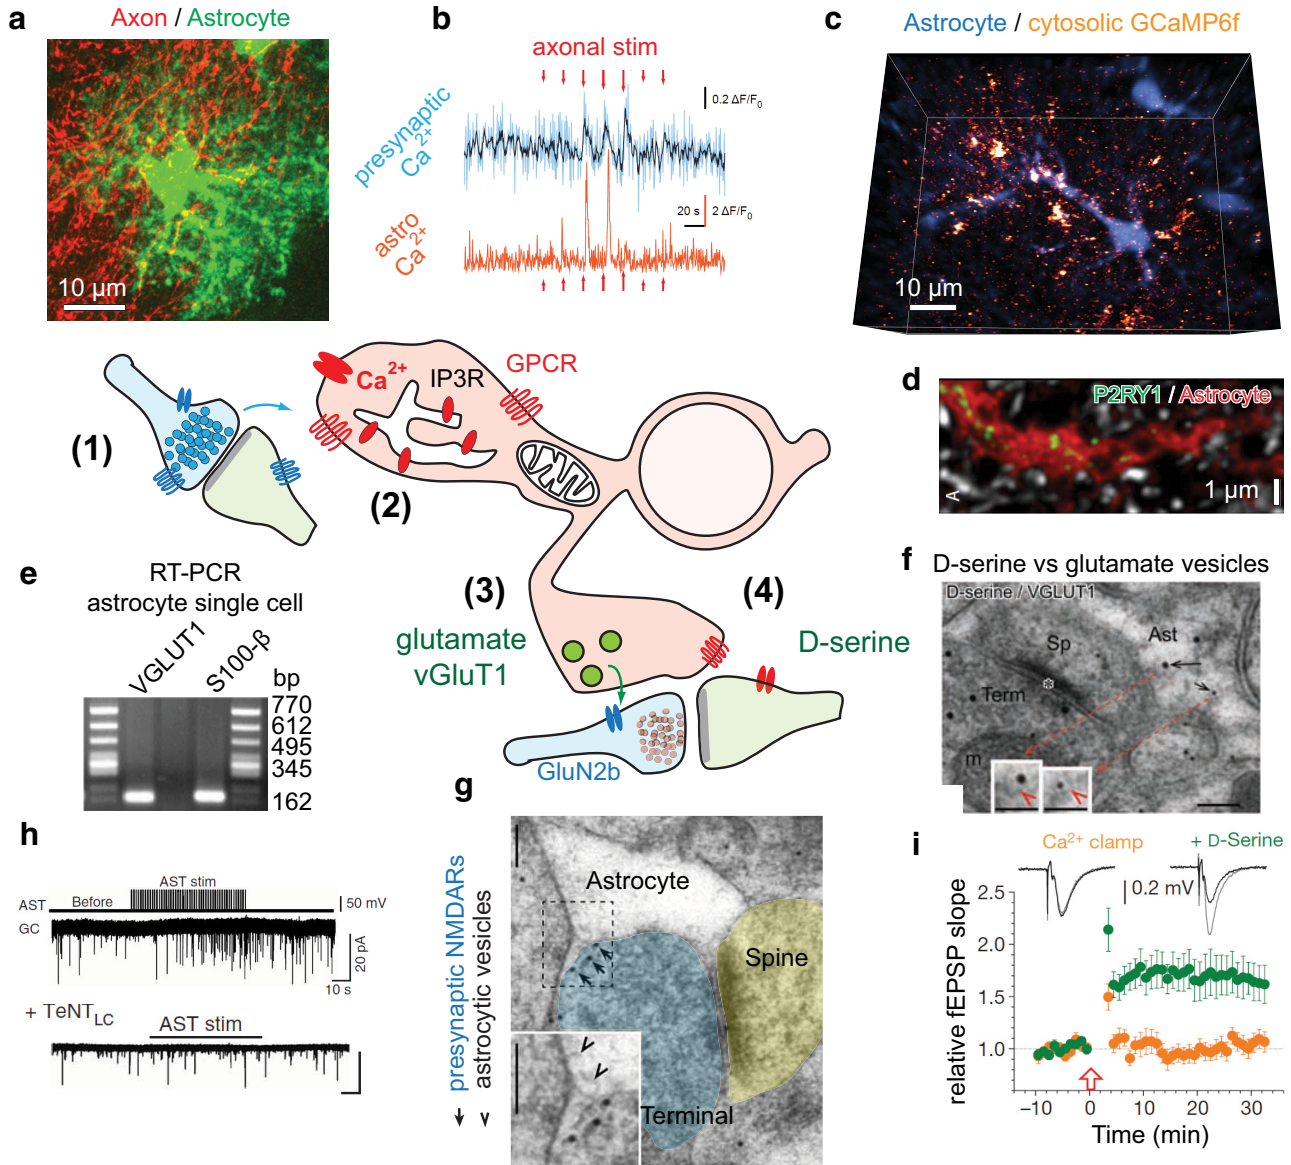 a
Axon / Astrocyte
10 µm
b
axonal stim
presynaptic
Ca2+
0.2 ΔF/F0
astro
Ca2+
20 s
2 ΔF/F0
c
Astrocyte / cytosolic GCaMP6f
10 µm
(1)
Ca2+
IP3R
GPCR
(2)
d
P2RY1 / Astrocyte
A
1 µm
e
RT-PCR
astrocyte single cell
VGLUT1
S100-β
bp
770
612
495
345
162
(3)
glutamate
vGluT1
(4)
D-serine
GluN2b
f
D-serine vs glutamate vesicles
D-serine / VGLUT1
Sp
Ast
Term
*
m
g
presynaptic NMDARs
astrocytic vesicles
Astrocyte
Spine
Terminal
h
AST stim
Before
AST
50 mV
GC
20 pA
10 s
+ TeNTLC
AST stim
i
Ca2+ clamp
+ D-Serine
0.2 mV
relative fEPSP slope
2.5
2.0
1.5
1.0
−10
0
10
20
30
Time (min)